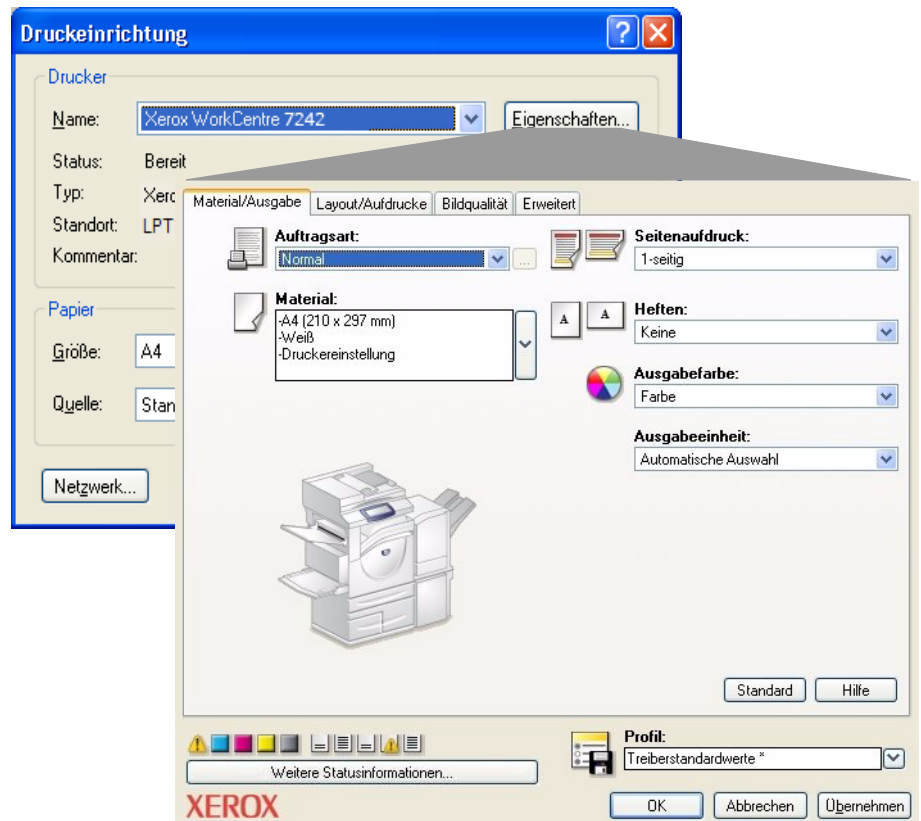 Druckeinrichtung
Drucker
Name: Xerox WorkCentre 7242 Eigenschaften...
Status: Bereit
Typ: Xerc
Standort: LPT
Kommentar:
Papier
Größe: A4
Quelle: Stan
Netzwerk...
Material/Ausgabe Layout/Aufdrucke Bildqualität Erweitert
Auftragsart:
Normal ...
Seitenaufdruck:
1-seitig
Material:
-A4 (210 x 297 mm)
-Weiß
-Druckereinstellung
A A
Heften:
Keine
Ausgabefarbe:
Farbe
Ausgabeeinheit:
Automatische Auswahl
Standard Hilfe
Weitere Statusinformationen...
Profil:
Treiberstandardwerte *
XEROX
OK Abbrechen Übernehmen